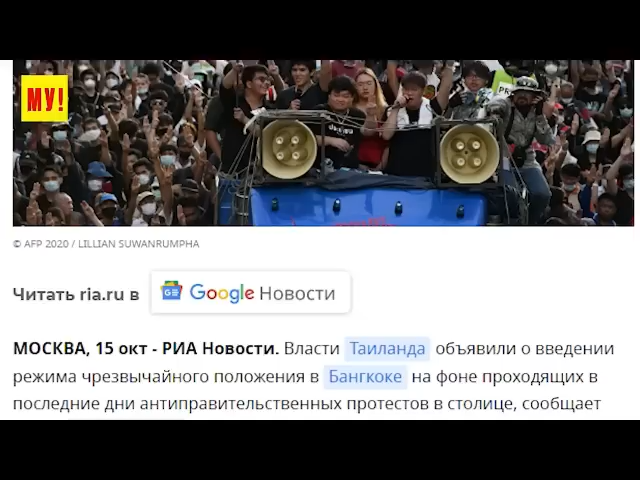 МУ!
© AFP 2020 / LILLIAN SUWANRUMPHA
Читать ria.ru в Google Новости
МОСКВА, 15 окт - РИА Новости. Власти Таиланда объявили о введении
режима чрезвычайного положения в Бангкоке на фоне проходящих в
последние дни антиправительственных протестов в столице, сообщает